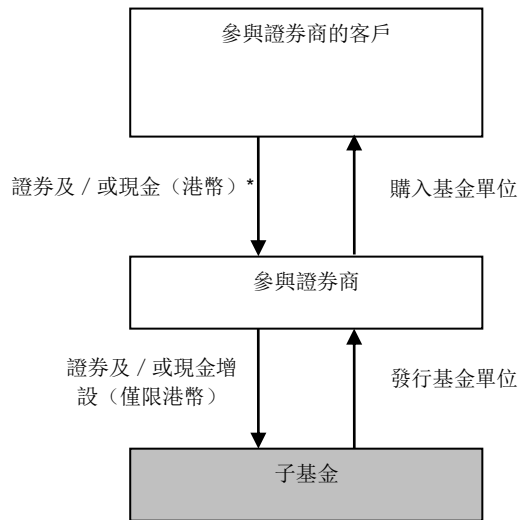 參與證券商的客戶
證券及／或現金（港幣）*
購入基金單位
參與證券商
證券及／或現金增
設（僅限港幣）
發行基金單位
子基金